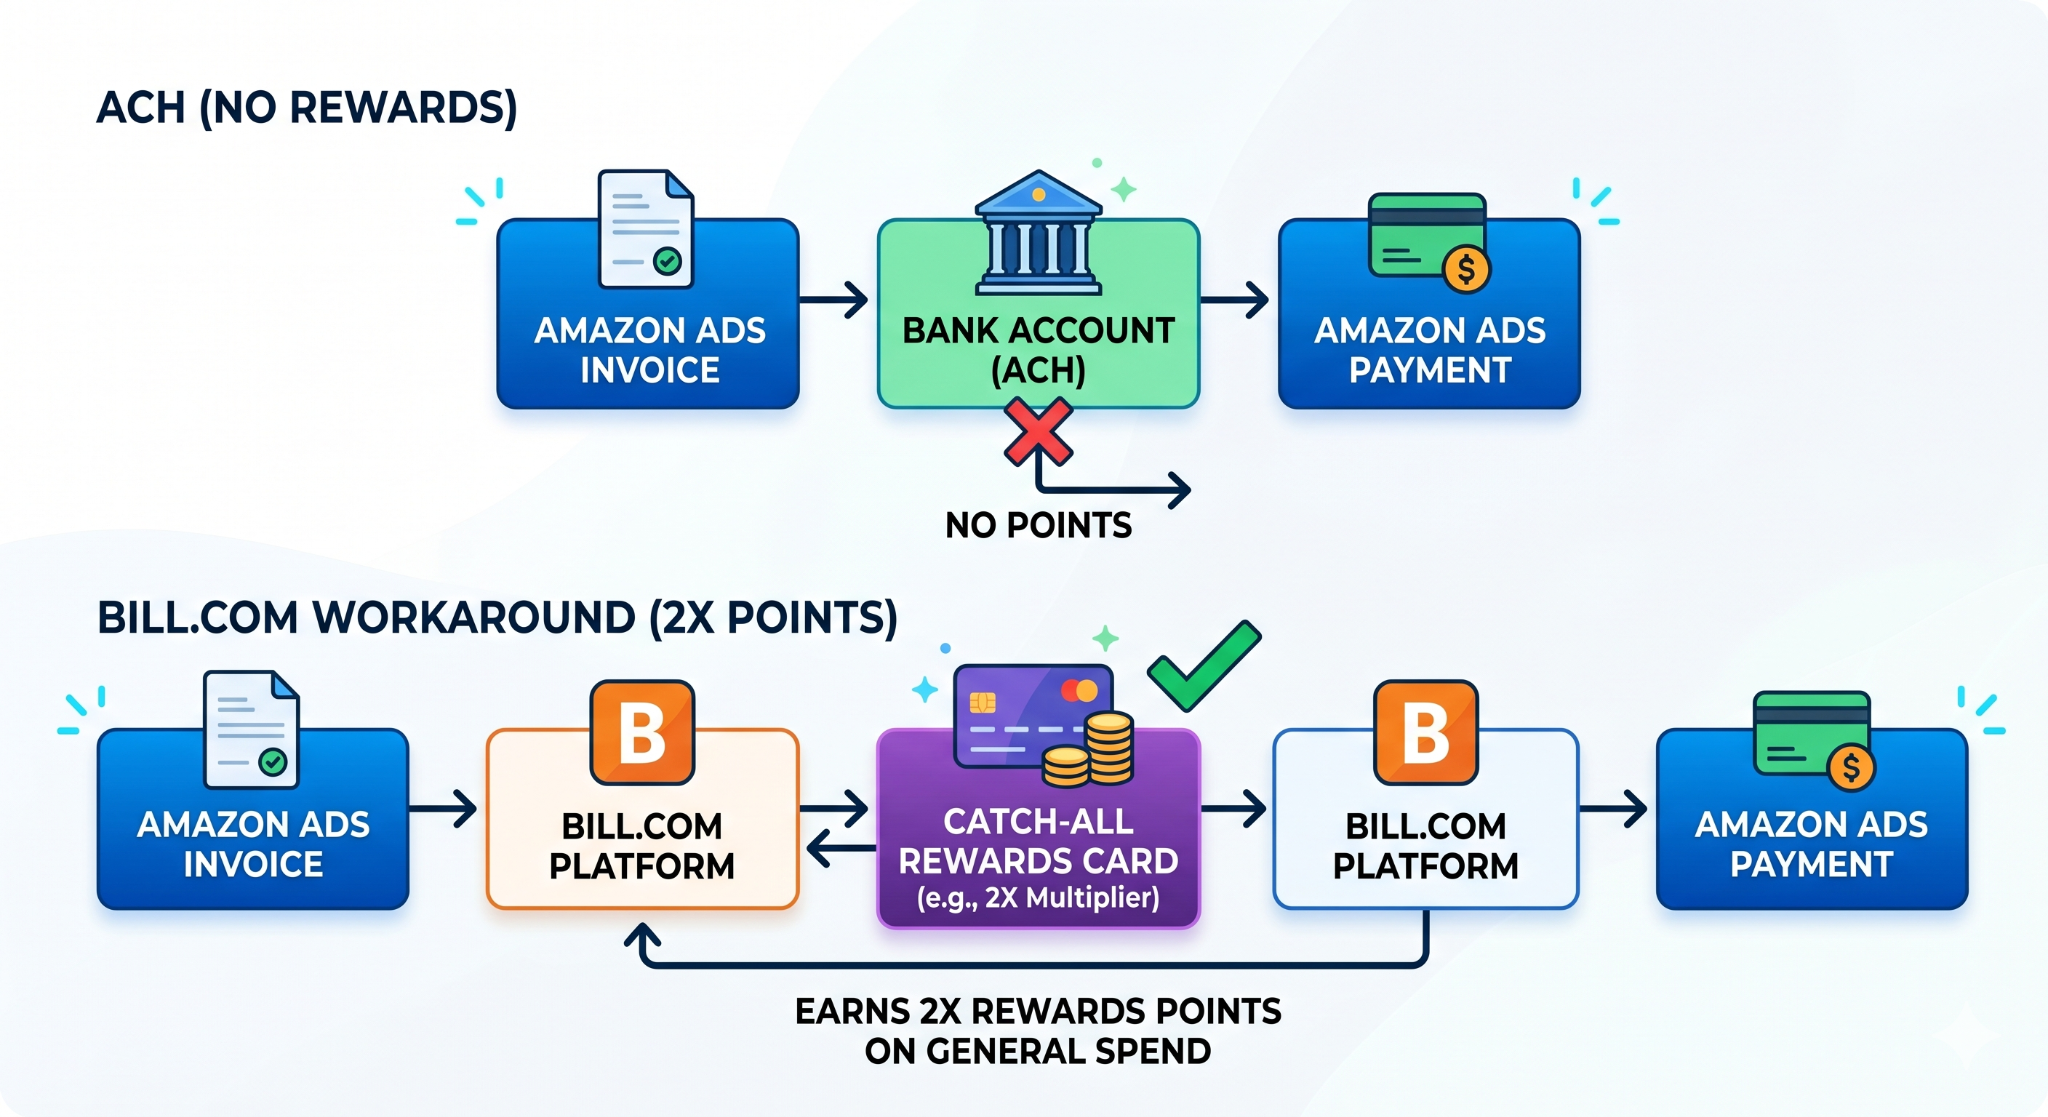 ACH (NO REWARDS)
AMAZON ADS
INVOICE
BANK ACCOUNT
(ACH)
AMAZON ADS
PAYMENT
$
NO POINTS
BILL.COM WORKAROUND (2X POINTS)
AMAZON ADS
INVOICE
B
BILL.COM
PLATFORM
CATCH-ALL
REWARDS CARD
(e.g., 2X Multiplier)
B
BILL.COM
PLATFORM
$
AMAZON ADS
PAYMENT
EARNS 2X REWARDS POINTS
ON GENERAL SPEND